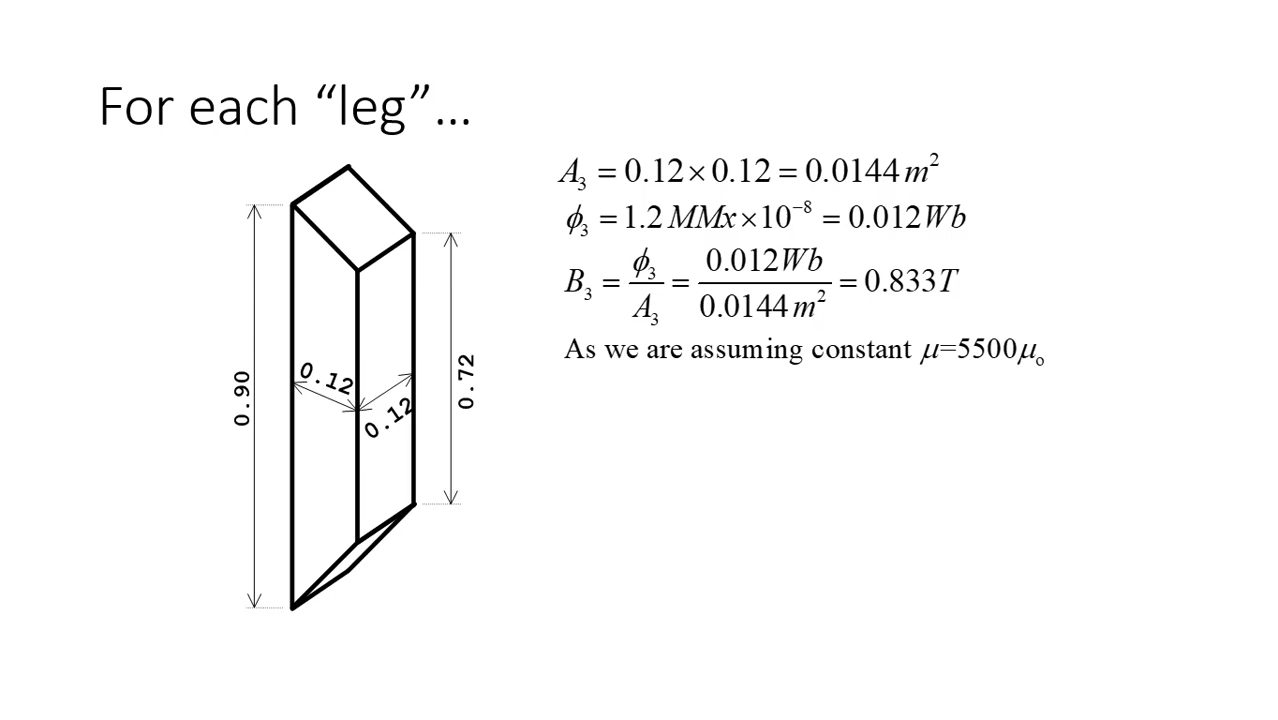 For each “leg”...
A₃ = 0.12 × 0.12 = 0.0144 m²
ϕ₃ = 1.2 MMx × 10⁻⁸ = 0.012 Wb
B₃ = ϕ₃ / A₃ = 0.012 Wb / 0.0144 m² = 0.833 T
As we are assuming constant μ=5500μₒ
0.90
0.12
0.12
0.72